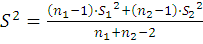 S² = ((n₁−1)·S₁² + (n₂−1)·S₂²) / (n₁+n₂−2)